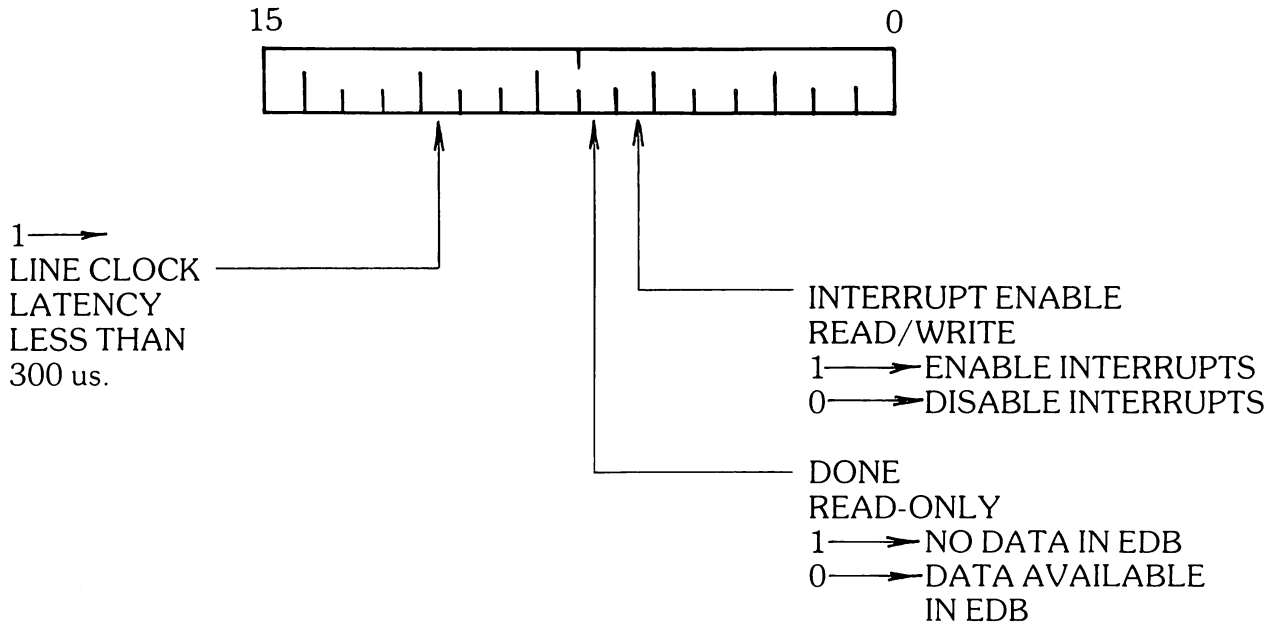 15 0
1
LINE CLOCK
LATENCY
LESS THAN
300 us.
INTERRUPT ENABLE
READ/WRITE
1 ENABLE INTERRUPTS
0 DISABLE INTERRUPTS
DONE
READ-ONLY
1 NO DATA IN EDB
0 DATA AVAILABLE
IN EDB